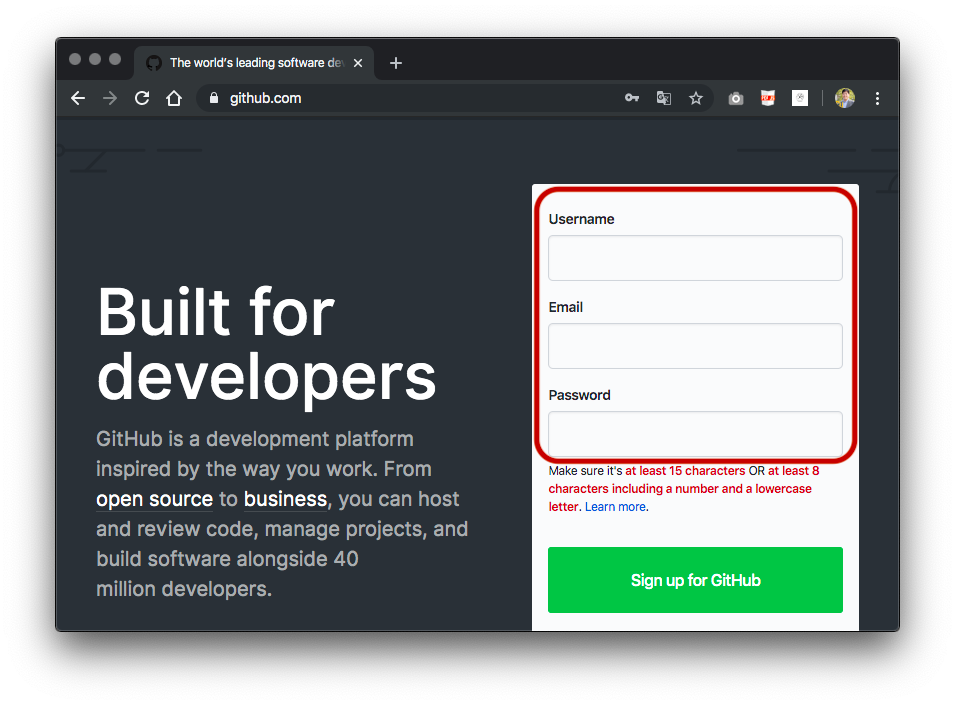 The world's leading software dev
github.com
Built for
developers
GitHub is a development platform
inspired by the way you work. From
open source to business, you can host
and review code, manage projects, and
build software alongside 40
million developers.
Username
Email
Password
Make sure it's at least 15 characters OR at least 8
characters including a number and a lowercase
letter. Learn more.
Sign up for GitHub